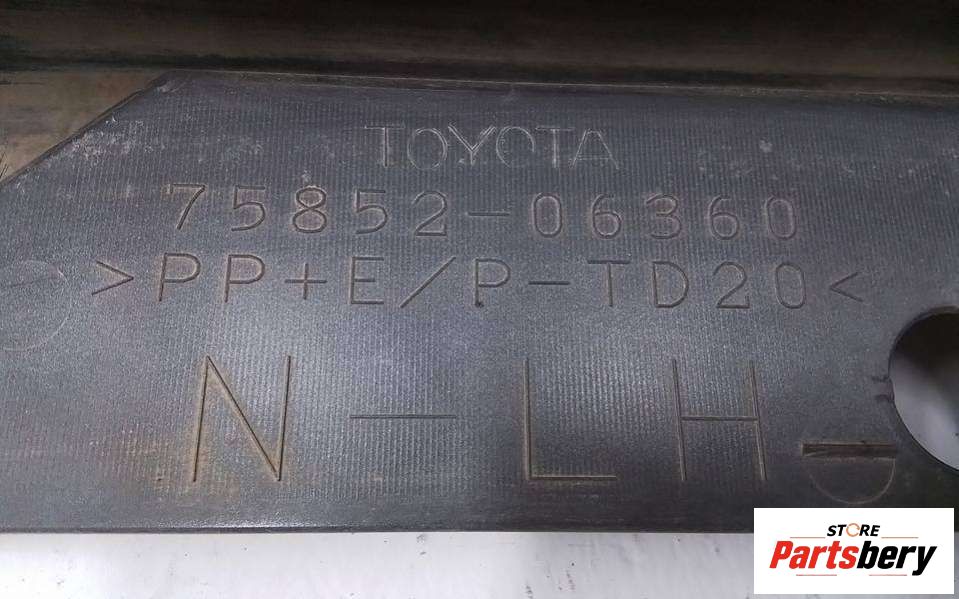 TOYOTA
75852-06360
>PP+E/P-TD20<
N-LH
STORE
Partsbery